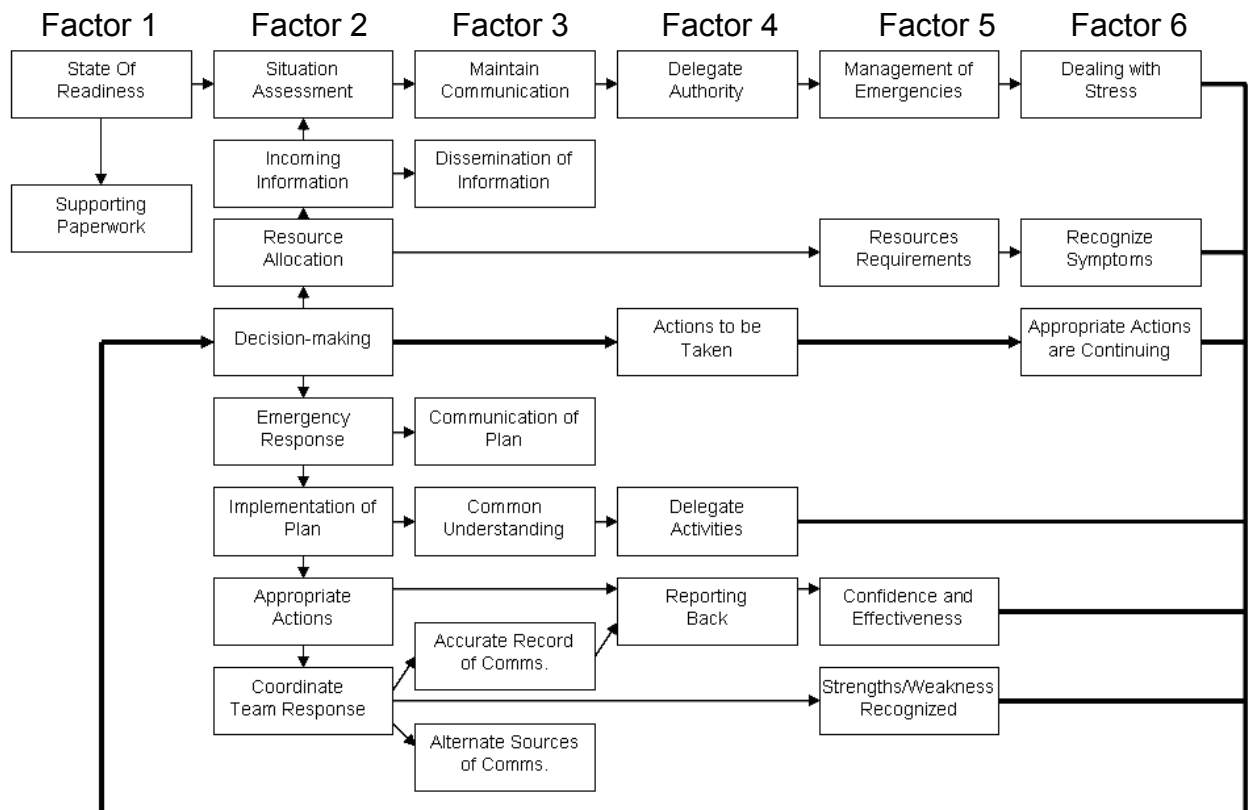 Factor 1 Factor 2 Factor 3 Factor 4 Factor 5 Factor 6
State Of
Readiness
Situation
Assessment
Maintain
Communication
Delegate
Authority
Management of
Emergencies
Dealing with
Stress
Incoming
Information
Dissemination of
Information
Supporting
Paperwork
Resource
Allocation
Resources
Requirements
Recognize
Symptoms
Decision-making
Actions to be
Taken
Appropriate Actions
are Continuing
Emergency
Response
Communication of
Plan
Implementation of
Plan
Common
Understanding
Delegate
Activities
Appropriate
Actions
Reporting
Back
Confidence and
Effectiveness
Accurate Record
of Comms.
Coordinate
Team Response
Strengths/Weakness
Recognized
Alternate Sources
of Comms.